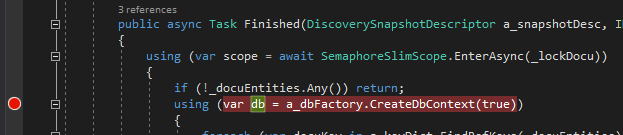 3 references
public async Task Finished(DiscoverySnapshotDescriptor a_snapshotDesc,
{
using (var scope = await SemaphoreSlimScope.EnterAsync(_lockDocu))
{
if (!_docuEntities.Any()) return;
using (var db = a_dbFactory.CreateDbContext(true))
{